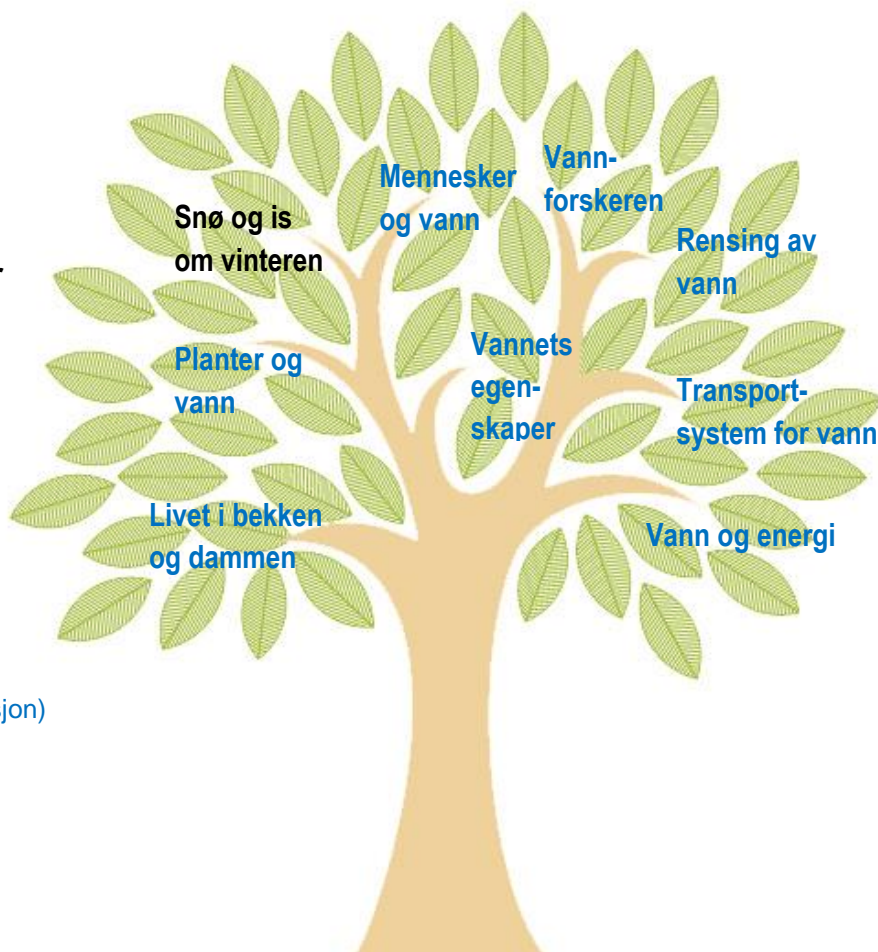 Mennesker
og vann
Vann-
forskeren
Snø og is
om vinteren
Rensing av
vann
Planter og
vann
Vannets
egen-
skaper
Transport-
system for vann
Livet i bekken
og dammen
Vann og energi
sjon)